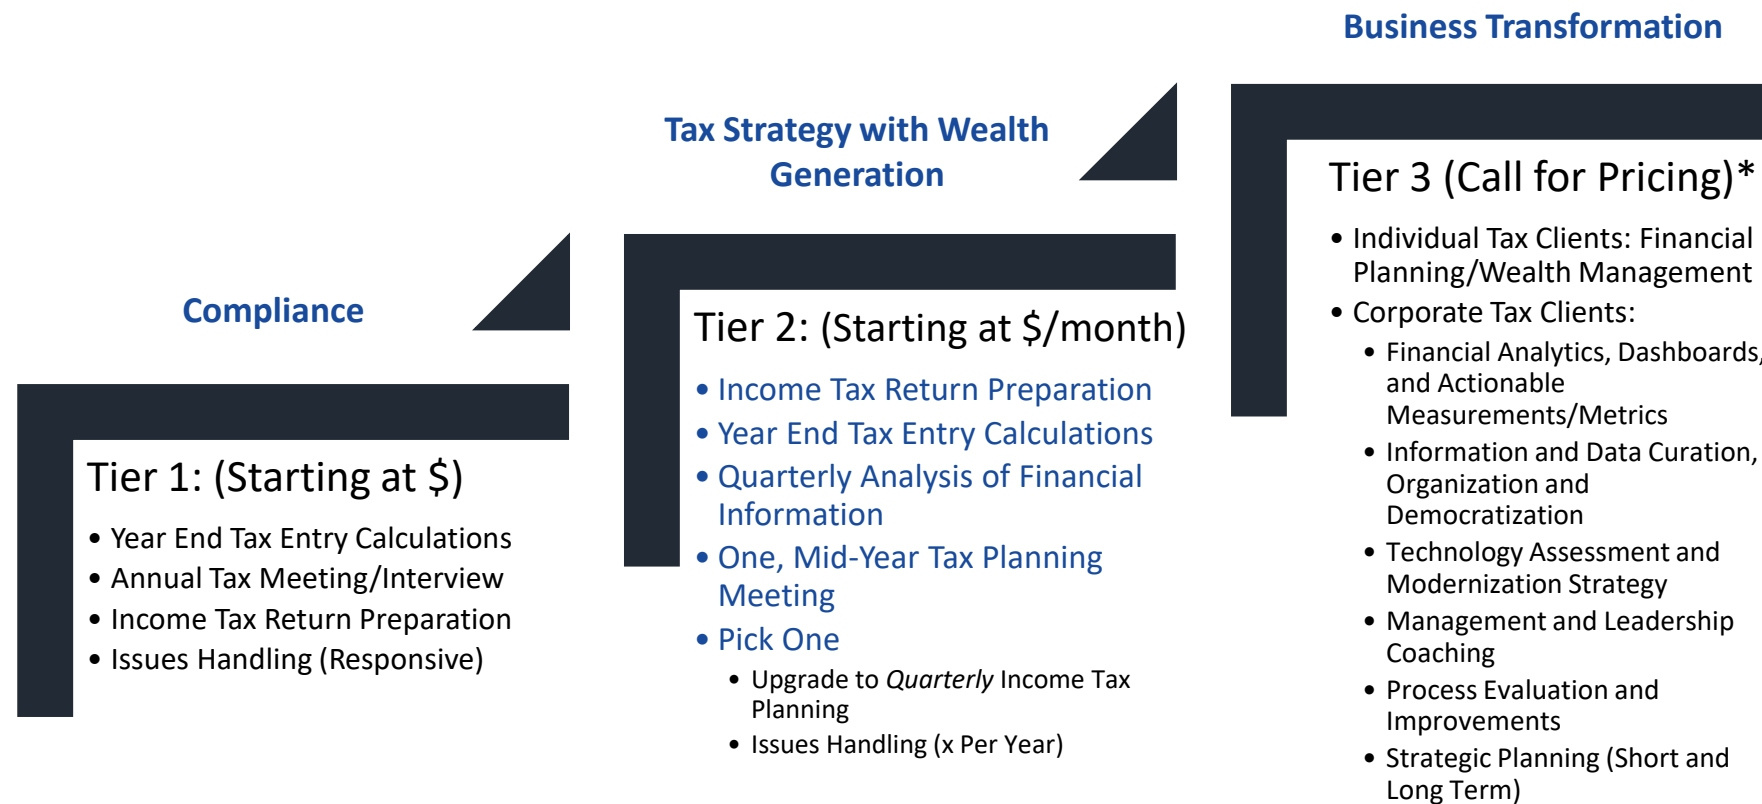 Compliance
Tier 1: (Starting at $)
• Year End Tax Entry Calculations
• Annual Tax Meeting/Interview
• Income Tax Return Preparation
• Issues Handling (Responsive)
Tax Strategy with Wealth
Generation
Tier 2: (Starting at $/month)
• Income Tax Return Preparation
• Year End Tax Entry Calculations
• Quarterly Analysis of Financial
Information
• One, Mid-Year Tax Planning
Meeting
• Pick One
• Upgrade to Quarterly Income Tax
Planning
• Issues Handling (x Per Year)
Business Transformation
Tier 3 (Call for Pricing)*
• Individual Tax Clients: Financial
Planning/Wealth Management
• Corporate Tax Clients:
• Financial Analytics, Dashboards,
and Actionable
Measurements/Metrics
• Information and Data Curation,
Organization and
Democratization
• Technology Assessment and
Modernization Strategy
• Management and Leadership
Coaching
• Process Evaluation and
Improvements
• Strategic Planning (Short and
Long Term)